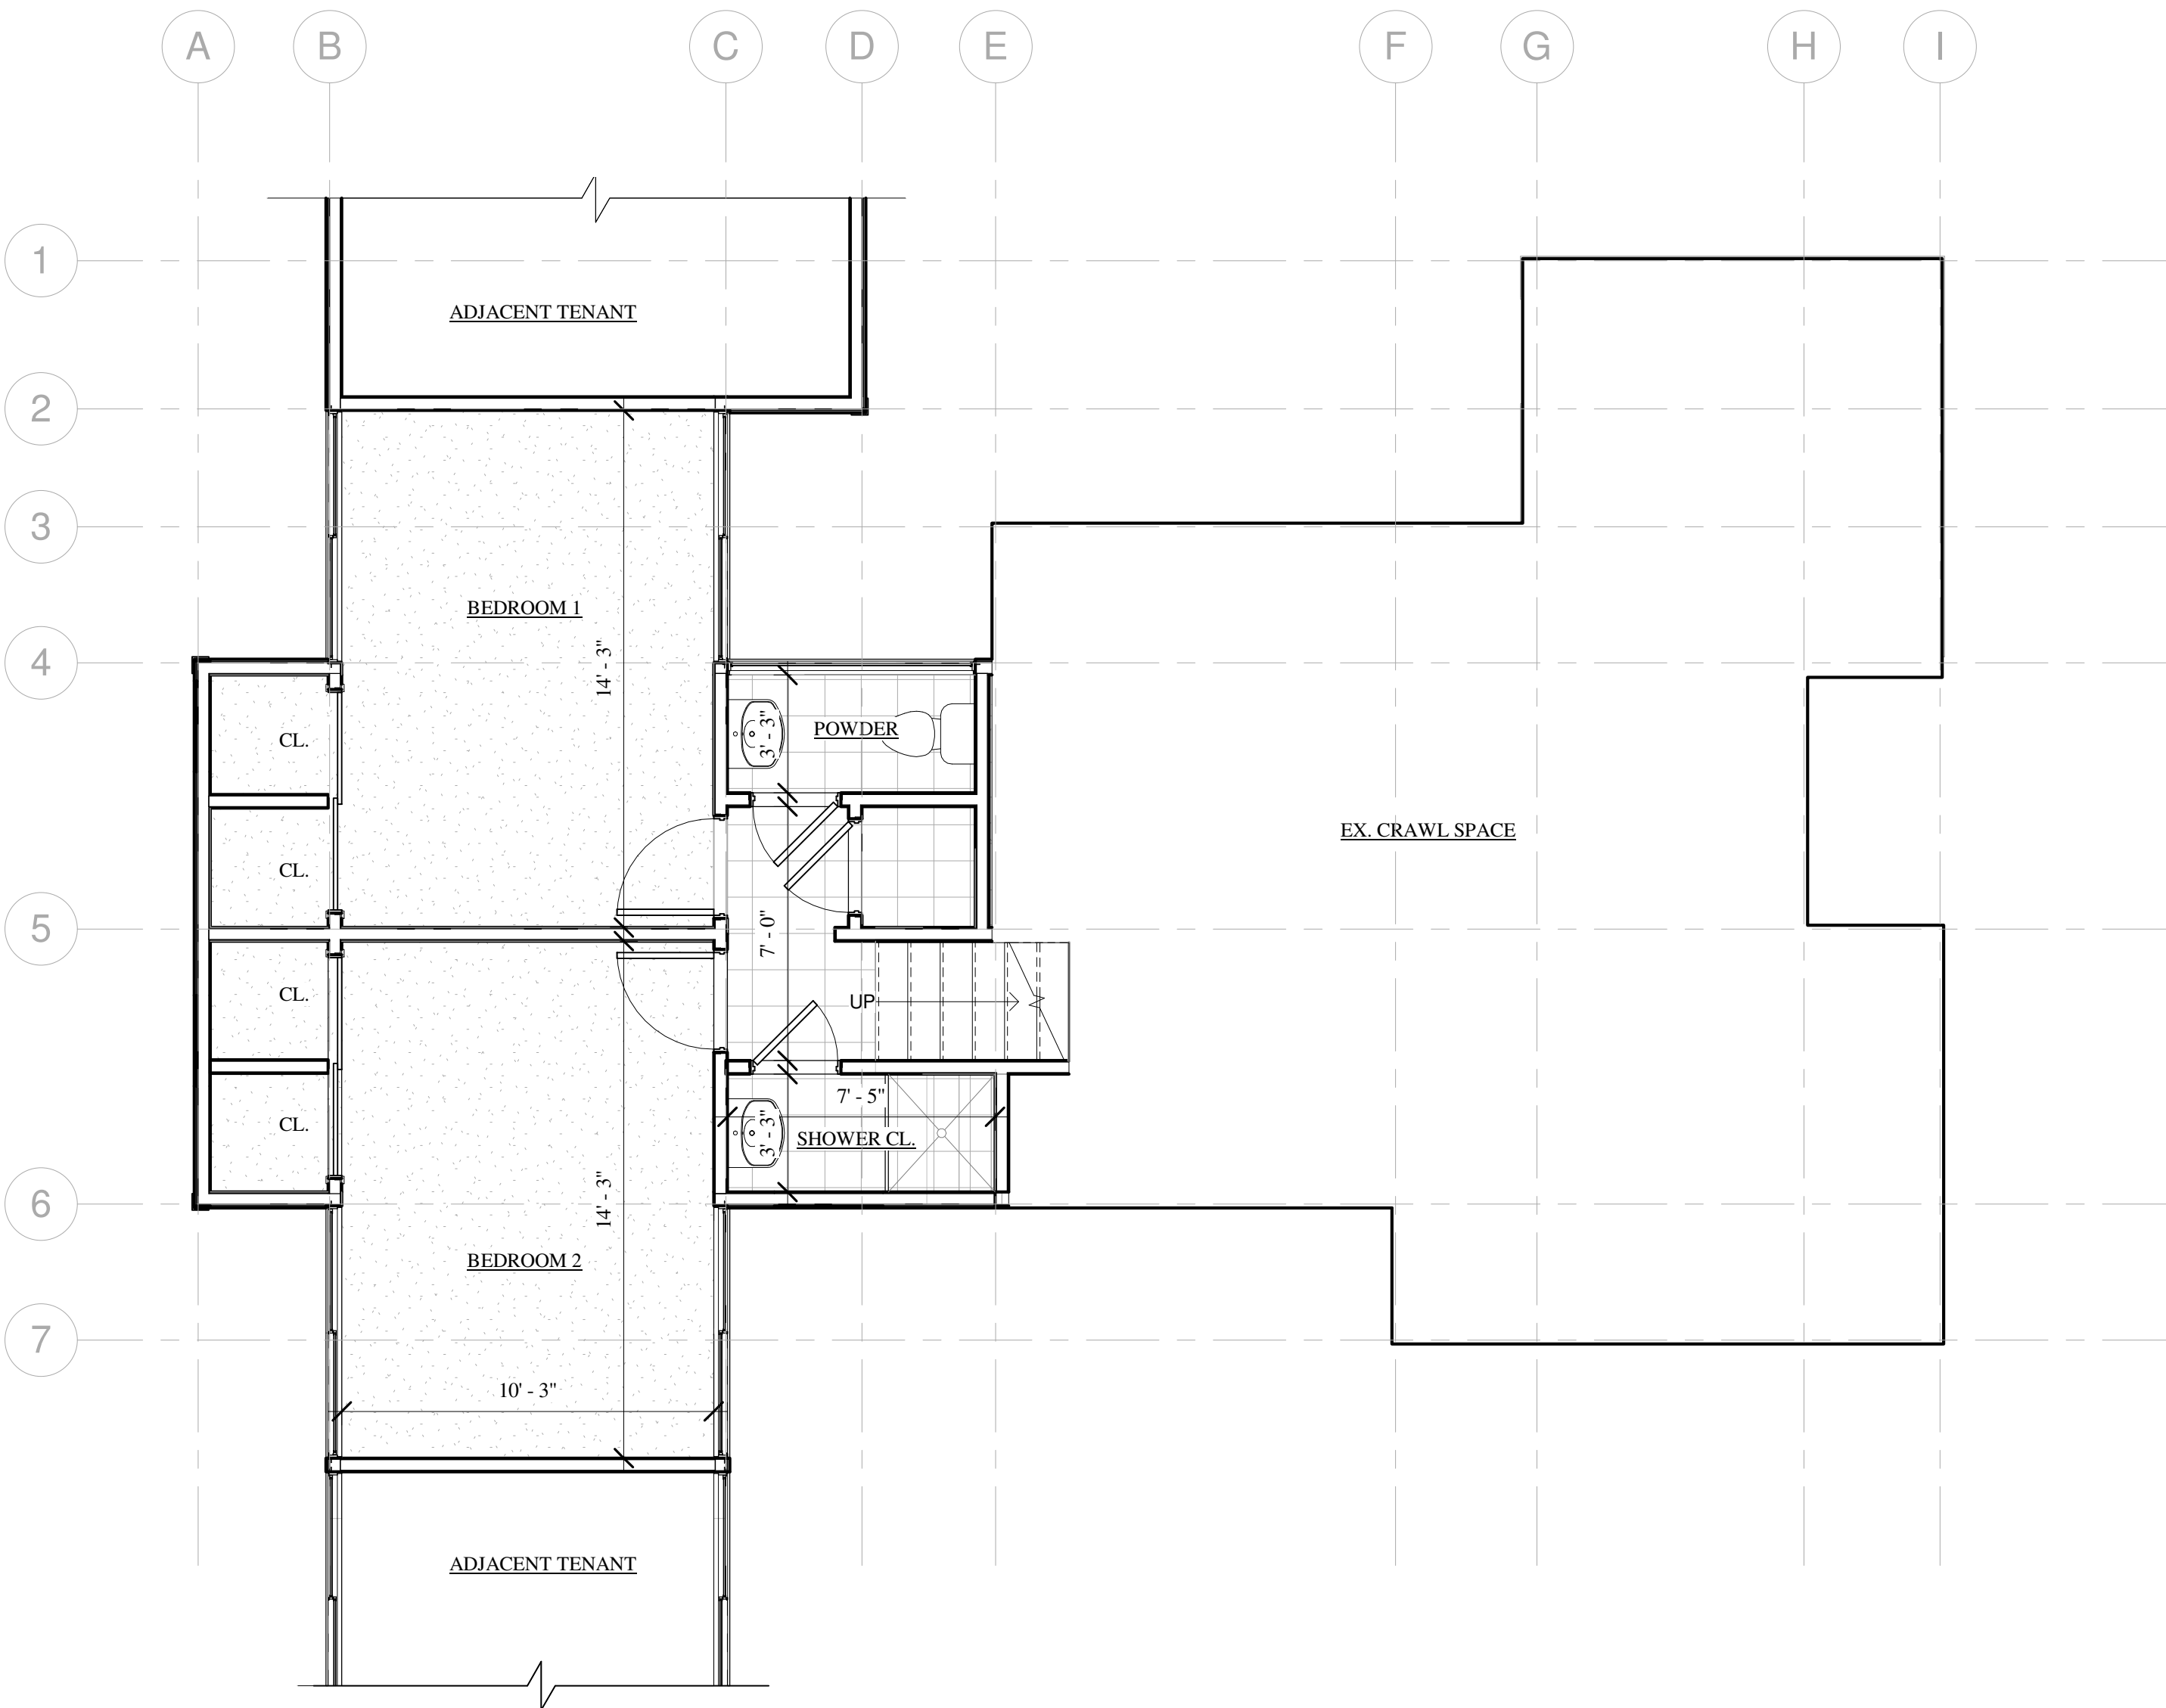 A B C D E F G H I
1
ADJACENT TENANT
2
3
BEDROOM 1
14' - 3"
4
CL.
3' - 3"
POWDER
EX. CRAWL SPACE
CL.
5
7' - 0"
CL.
UP
7' - 5"
CL.
3' - 3"
SHOWER CL.
14' - 3"
6
BEDROOM 2
7
10' - 3"
ADJACENT TENANT